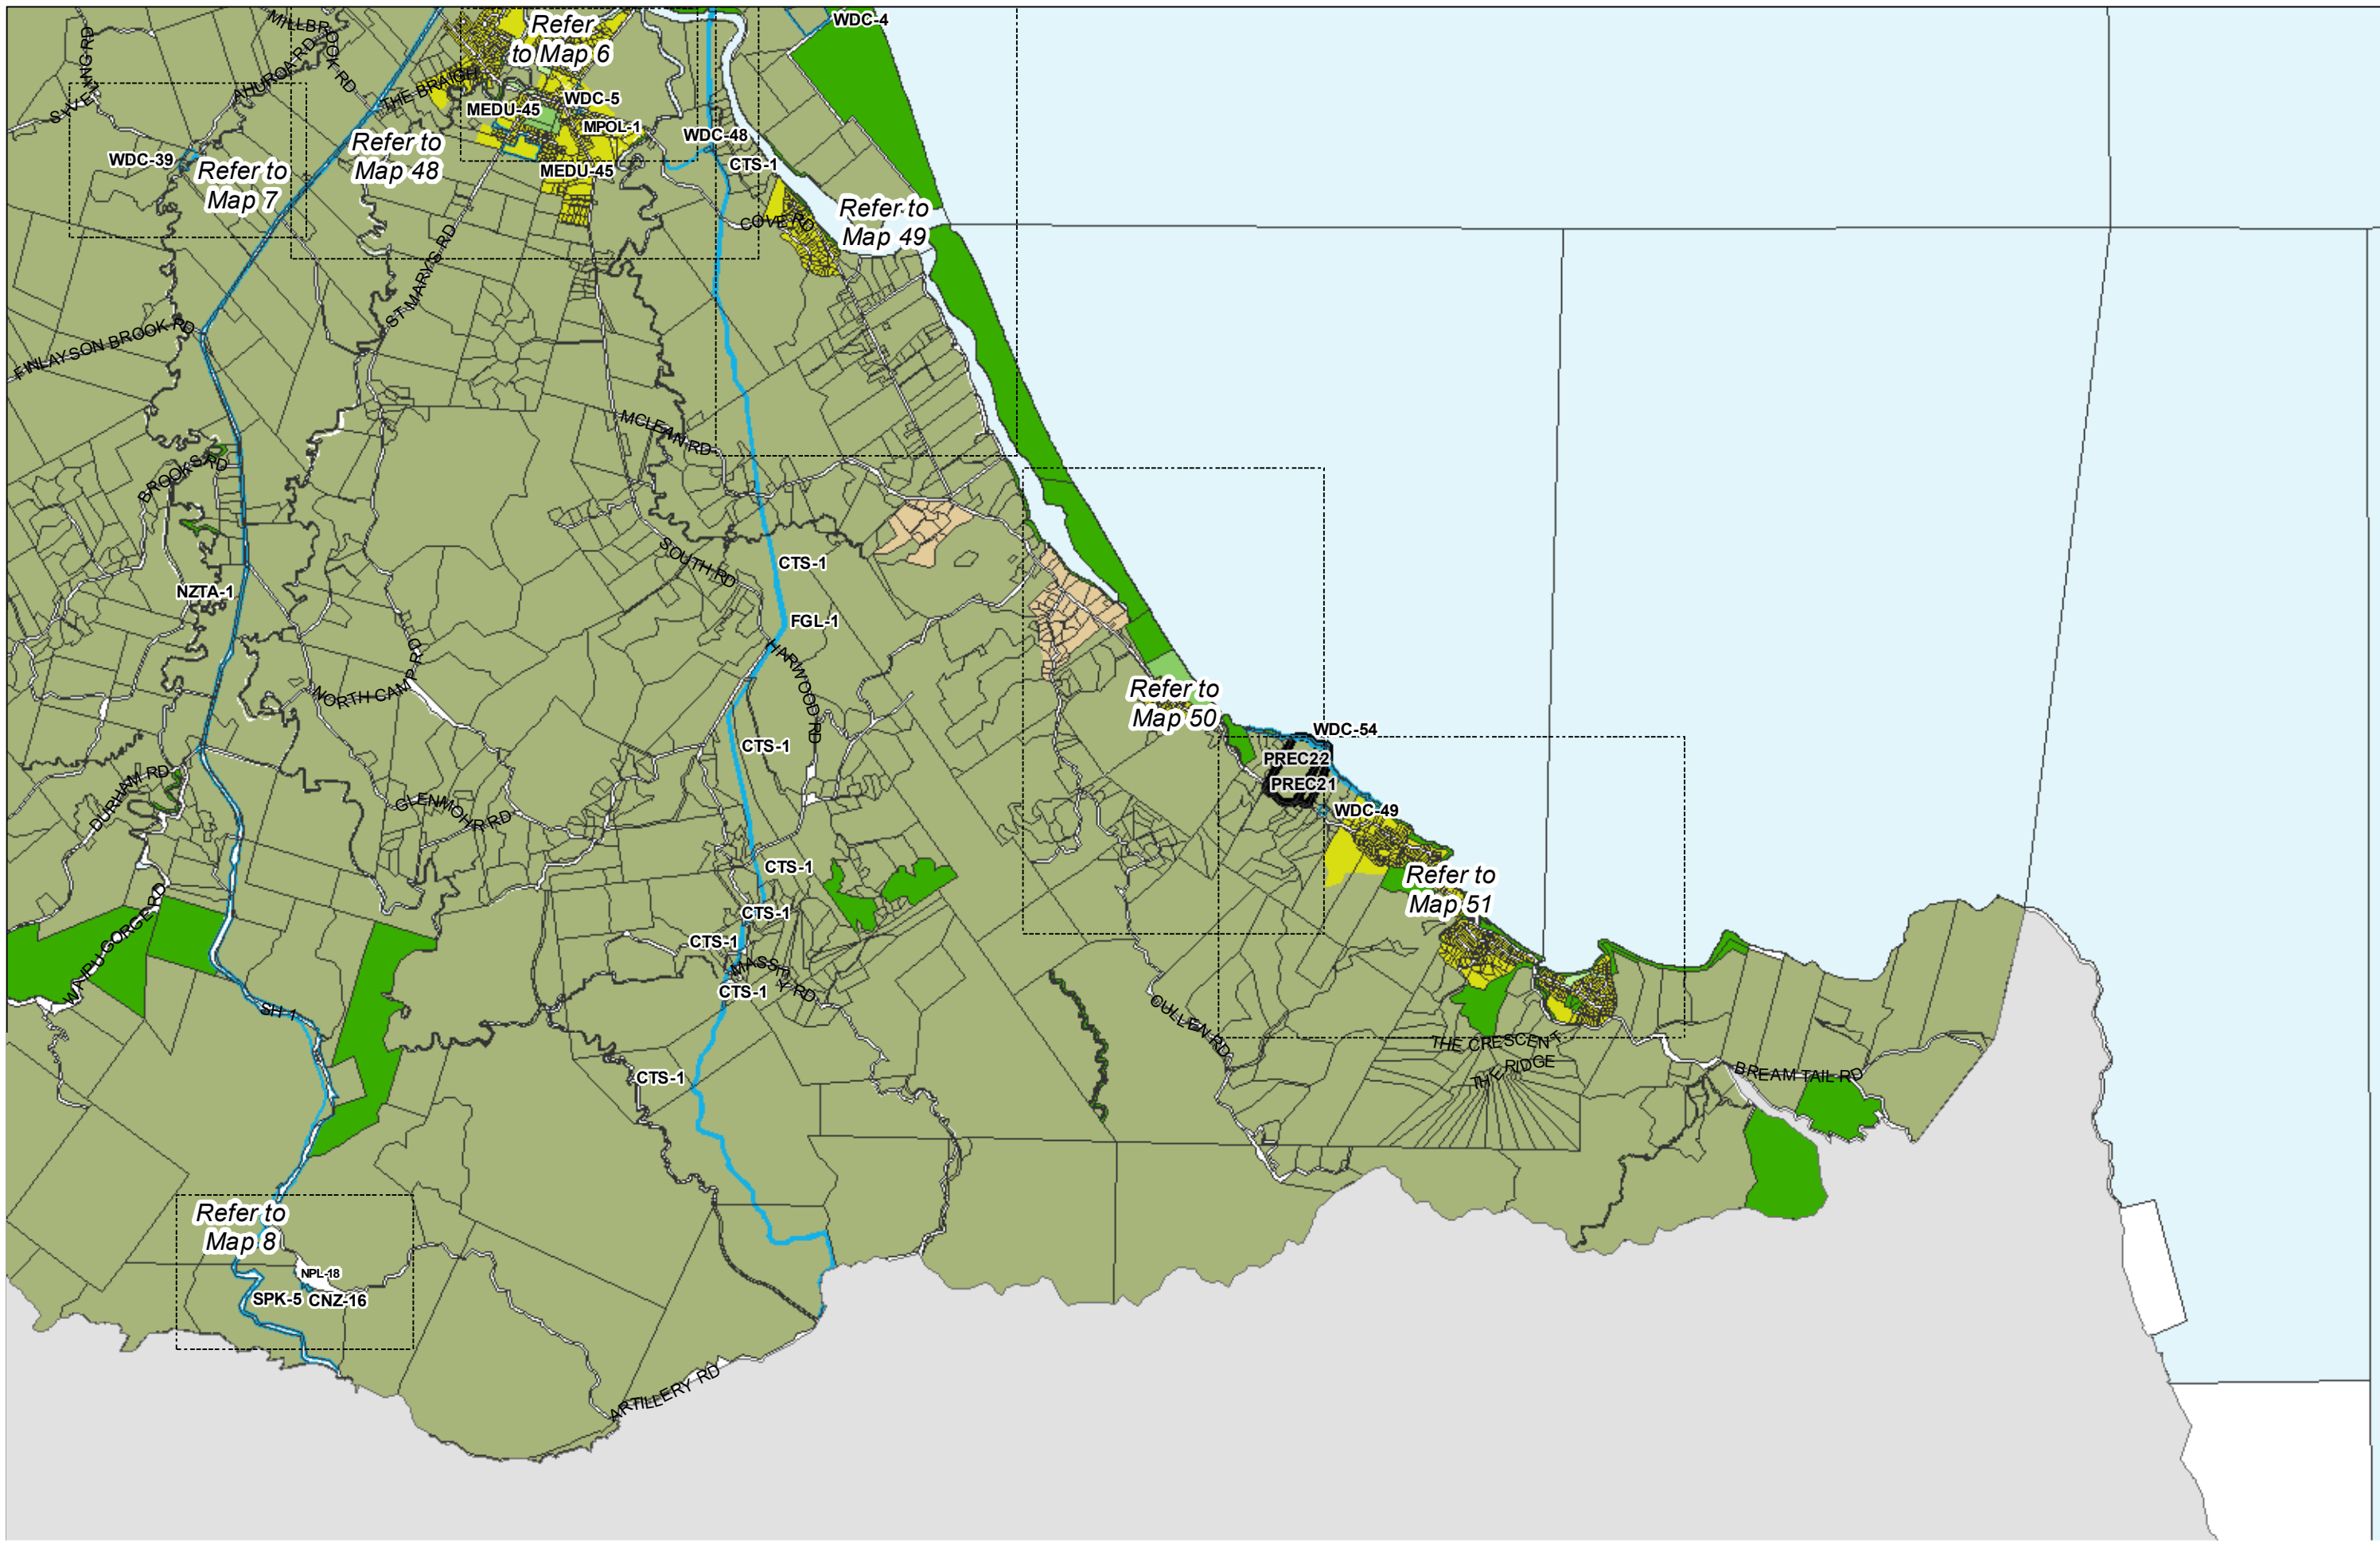 MILLBROOK RD
Refer
to Map 6
WDC-4
SIVEWANG RD
AHUROA RD
THE BRAIGH
MEDU-45
WDC-5
MPOL-1
WDC-48
WDC-39
Refer to
Map 7
Refer to
Map 48
MEDU-45
CTS-1
COVE RD
Refer to
Map 49
ST MARYS RD
FINLAYSON BROOK RD
MCLEAN RD
BROOKS RD
SOUTH RD
CTS-1
NZTA-1
FGL-1
HARWOOD RD
NORTH CAMP RD
Refer to
Map 50
WDC-54
CTS-1
PREC22
PREC21
DURHAM RD
GLENMOHR RD
WDC-49
CTS-1
Refer to
Map 51
WAIPU GORGE RD
CTS-1
CTS-1
MASSEY RD
CTS-1
SH 1
CULLEN RD
THE CRESCENT
THE RIDGE
BREAM TAIL RD
CTS-1
Refer to
Map 8
NPL-18
SPK-5 CNZ-16
ARTILLERY RD